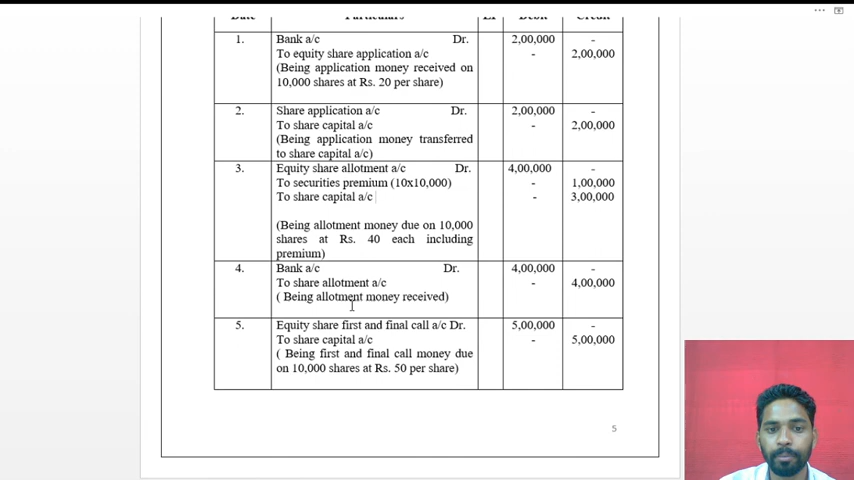 Date Particulars LF Debit Credit
1. Bank a/c Dr. 2,00,000 -
To equity share application a/c - 2,00,000
(Being application money received on
10,000 shares at Rs. 20 per share)
2. Share application a/c Dr. 2,00,000 -
To share capital a/c - 2,00,000
(Being application money transferred
to share capital a/c)
3. Equity share allotment a/c Dr. 4,00,000 -
To securities premium (10x10,000) - 1,00,000
To share capital a/c - 3,00,000
(Being allotment money due on 10,000
shares at Rs. 40 each including
premium)
4. Bank a/c Dr. 4,00,000 -
To share allotment a/c - 4,00,000
( Being allotment money received)
5. Equity share first and final call a/c Dr. 5,00,000 -
To share capital a/c - 5,00,000
( Being first and final call money due
on 10,000 shares at Rs. 50 per share)
5